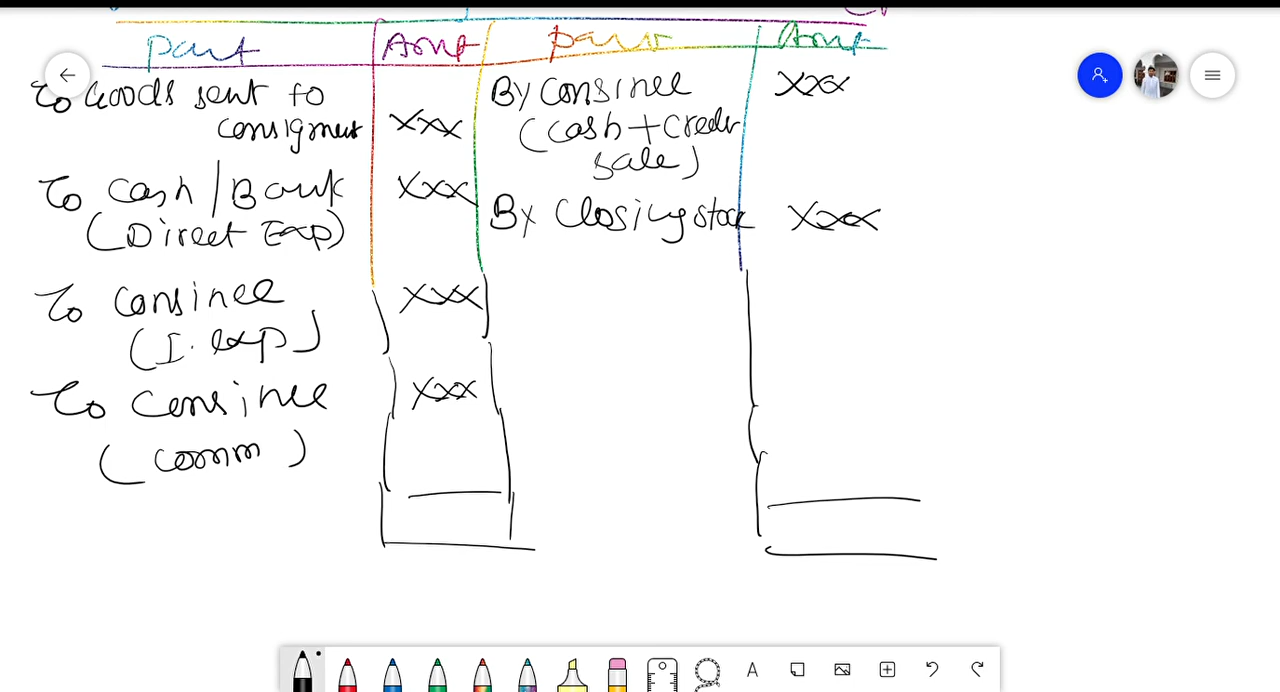 Part Amt part Amt
To Goods sent to
consigment xxx
To Cash/Bank xxx
(Direct Exp)
To Consinee xxx
(I. exp)
To Consinee xxx
(comm)
By Consinee xxx
(Cash+Credit
sale)
By Closing stock xxx
A